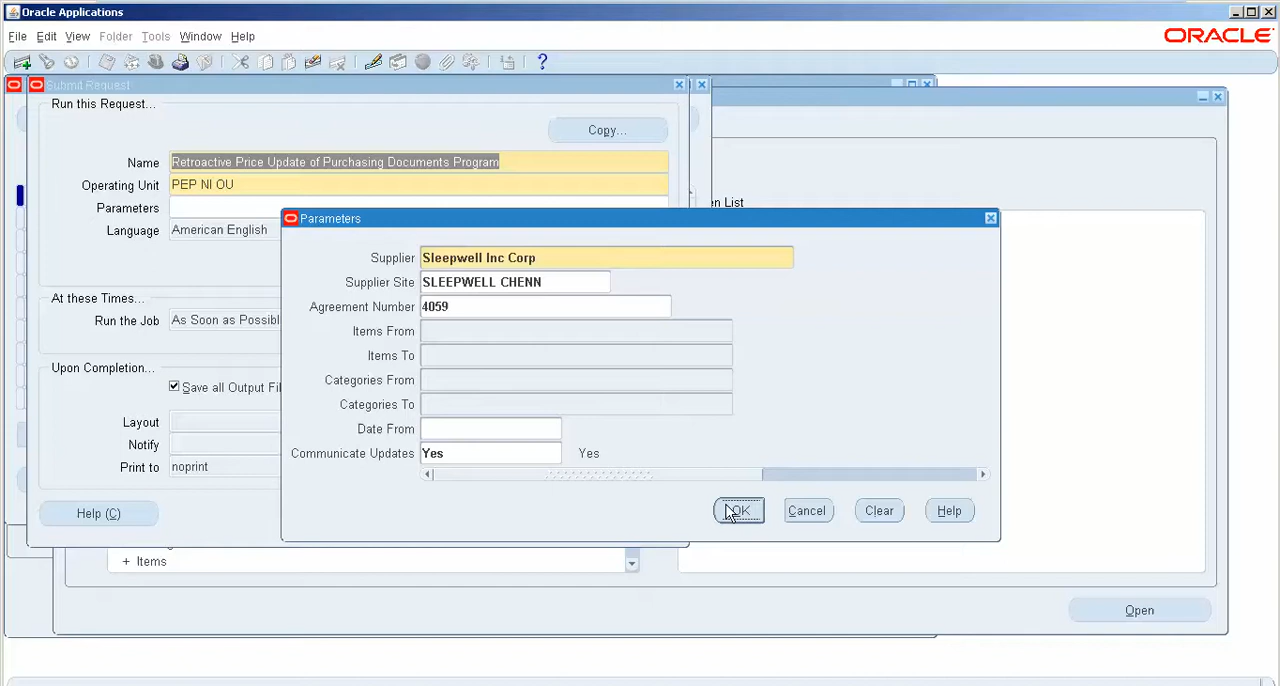 Oracle Applications
File Edit View Folder Tools Window Help
ORACLE
Submit Request
Run this Request...
Copy...
Name Retroactive Price Update of Purchasing Documents Program
Operating Unit PEP NI OU
Parameters
en List
Language American English
Parameters
Supplier Sleepwell Inc Corp
Supplier Site SLEEPWELL CHENN
Agreement Number 4059
Items From
Items To
Categories From
Categories To
Date From
Communicate Updates Yes Yes
At these Times...
Run the Job As Soon as Possibl
Upon Completion...
Save all Output Fil
Layout
Notify
Print to noprint
OK Cancel Clear Help
Help (C)
+ Items
Open